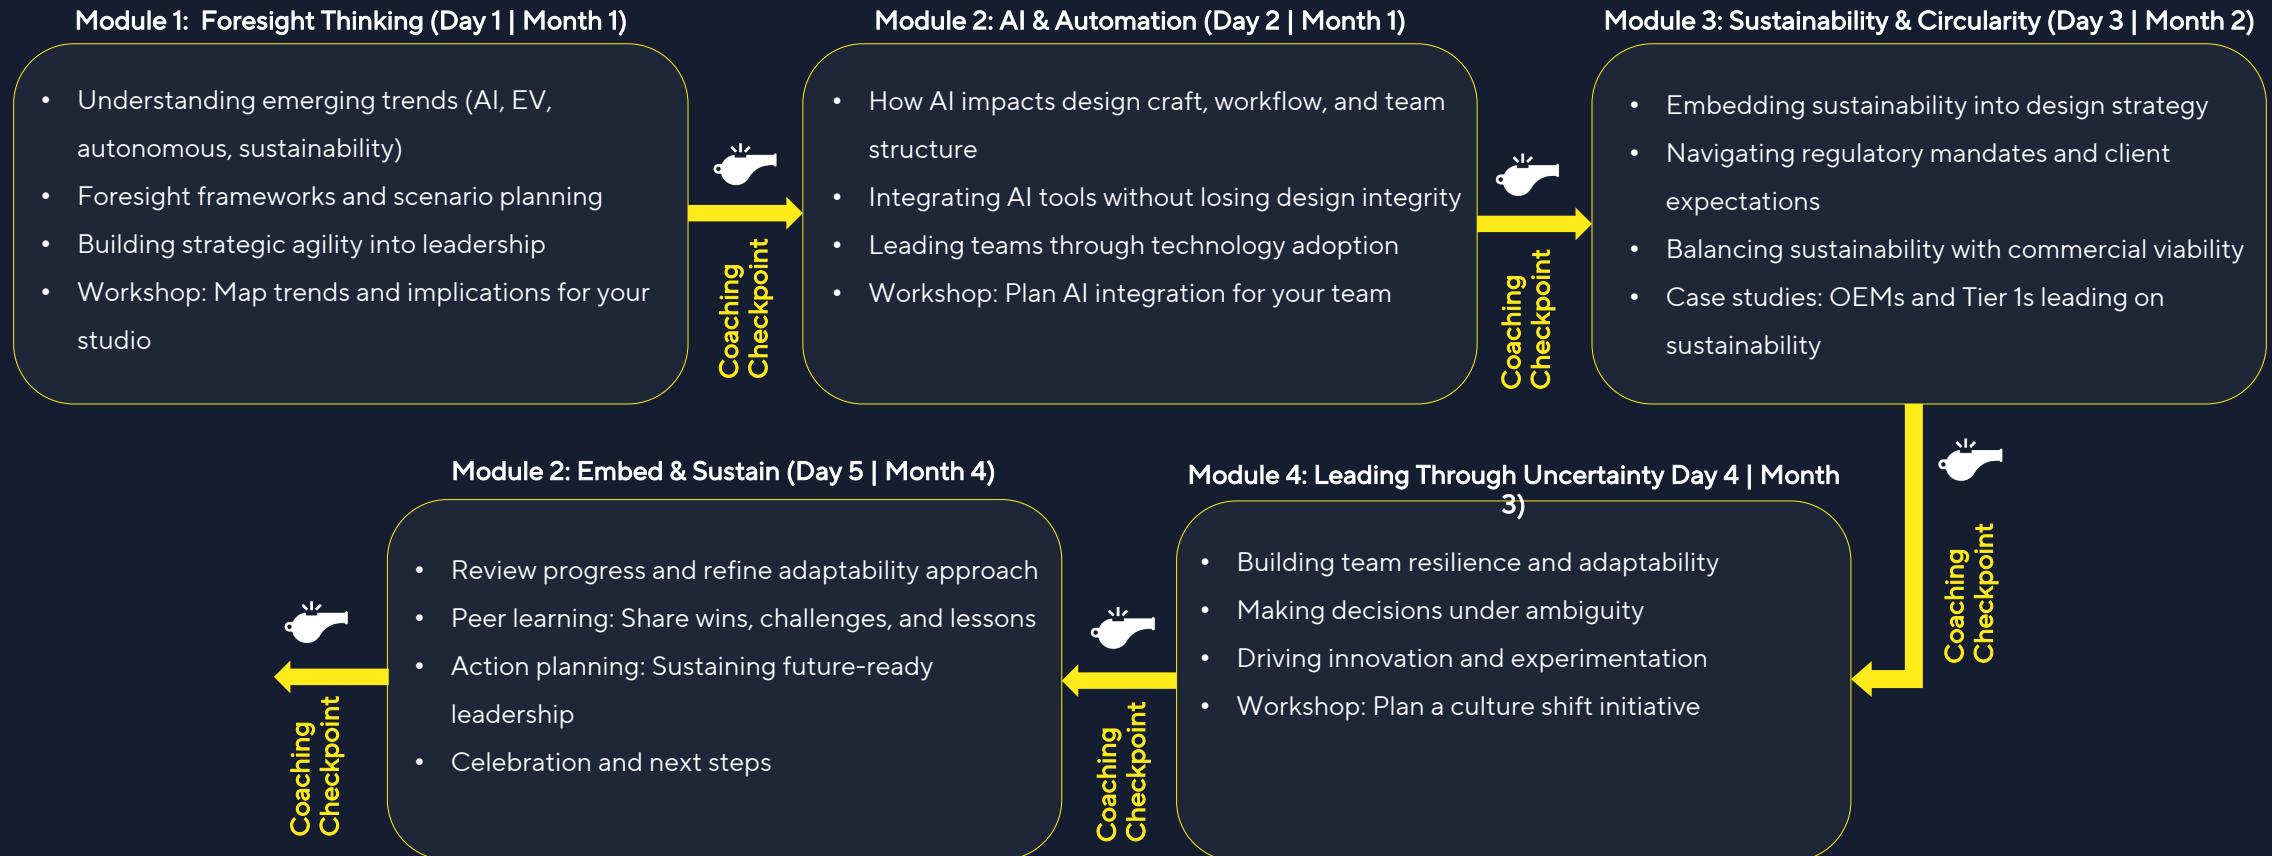 Module 1:  Foresight Thinking (Day 1 | Month 1)
• Understanding emerging trends (AI, EV,
autonomous, sustainability)
• Foresight frameworks and scenario planning
• Building strategic agility into leadership
• Workshop: Map trends and implications for your
studio
Coaching
Checkpoint
Module 2: AI & Automation (Day 2 | Month 1)
• How AI impacts design craft, workflow, and team
structure
• Integrating AI tools without losing design integrity
• Leading teams through technology adoption
• Workshop: Plan AI integration for your team
Coaching
Checkpoint
Module 3: Sustainability & Circularity (Day 3 | Month 2)
• Embedding sustainability into design strategy
• Navigating regulatory mandates and client
expectations
• Balancing sustainability with commercial viability
• Case studies: OEMs and Tier 1s leading on
sustainability
Coaching
Checkpoint
Module 4: Leading Through Uncertainty Day 4 | Month
3)
• Building team resilience and adaptability
• Making decisions under ambiguity
• Driving innovation and experimentation
• Workshop: Plan a culture shift initiative
Coaching
Checkpoint
Module 2: Embed & Sustain (Day 5 | Month 4)
• Review progress and refine adaptability approach
• Peer learning: Share wins, challenges, and lessons
• Action planning: Sustaining future-ready
leadership
• Celebration and next steps
Coaching
Checkpoint